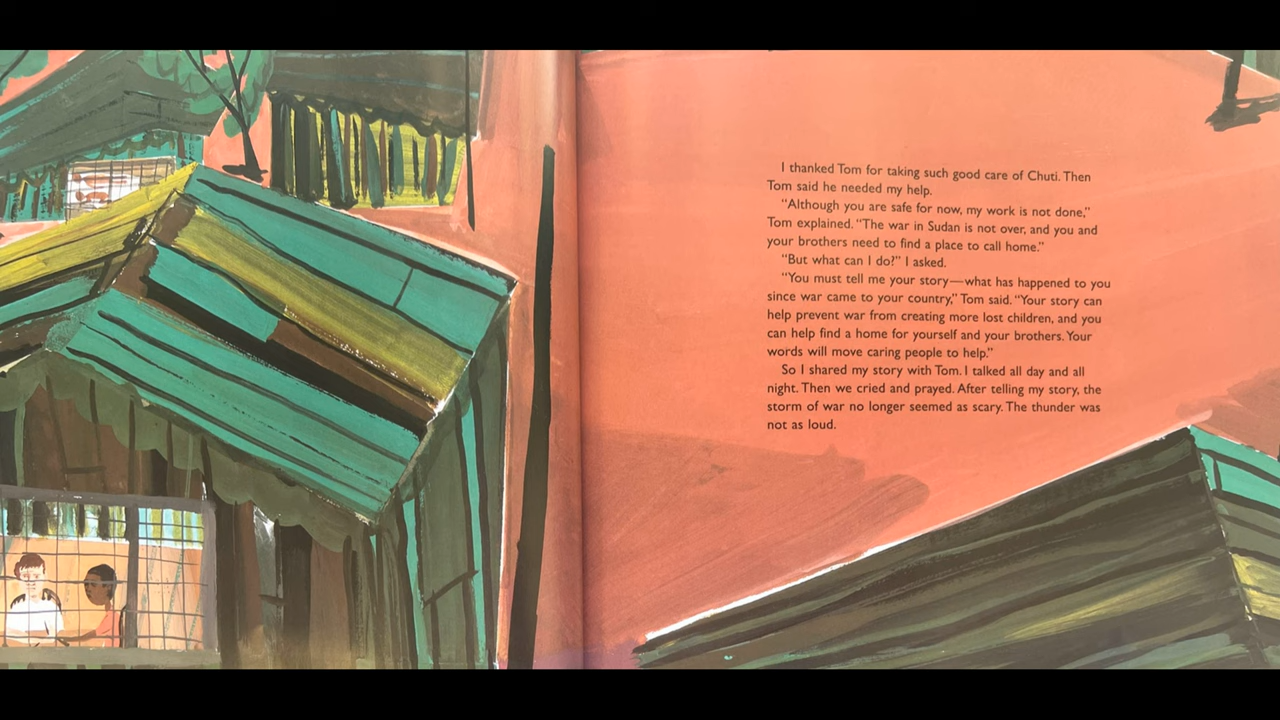 I thanked Tom for taking such good care of Chuti. Then
Tom said he needed my help.
“Although you are safe for now, my work is not done,”
Tom explained. “The war in Sudan is not over, and you and
your brothers need to find a place to call home.”
“But what can I do?” I asked.
“You must tell me your story—what has happened to you
since war came to your country,” Tom said. “Your story can
help prevent war from creating more lost children, and you
can help find a home for yourself and your brothers. Your
words will move caring people to help.”
So I shared my story with Tom. I talked all day and all
night. Then we cried and prayed. After telling my story, the
storm of war no longer seemed as scary. The thunder was
not as loud.